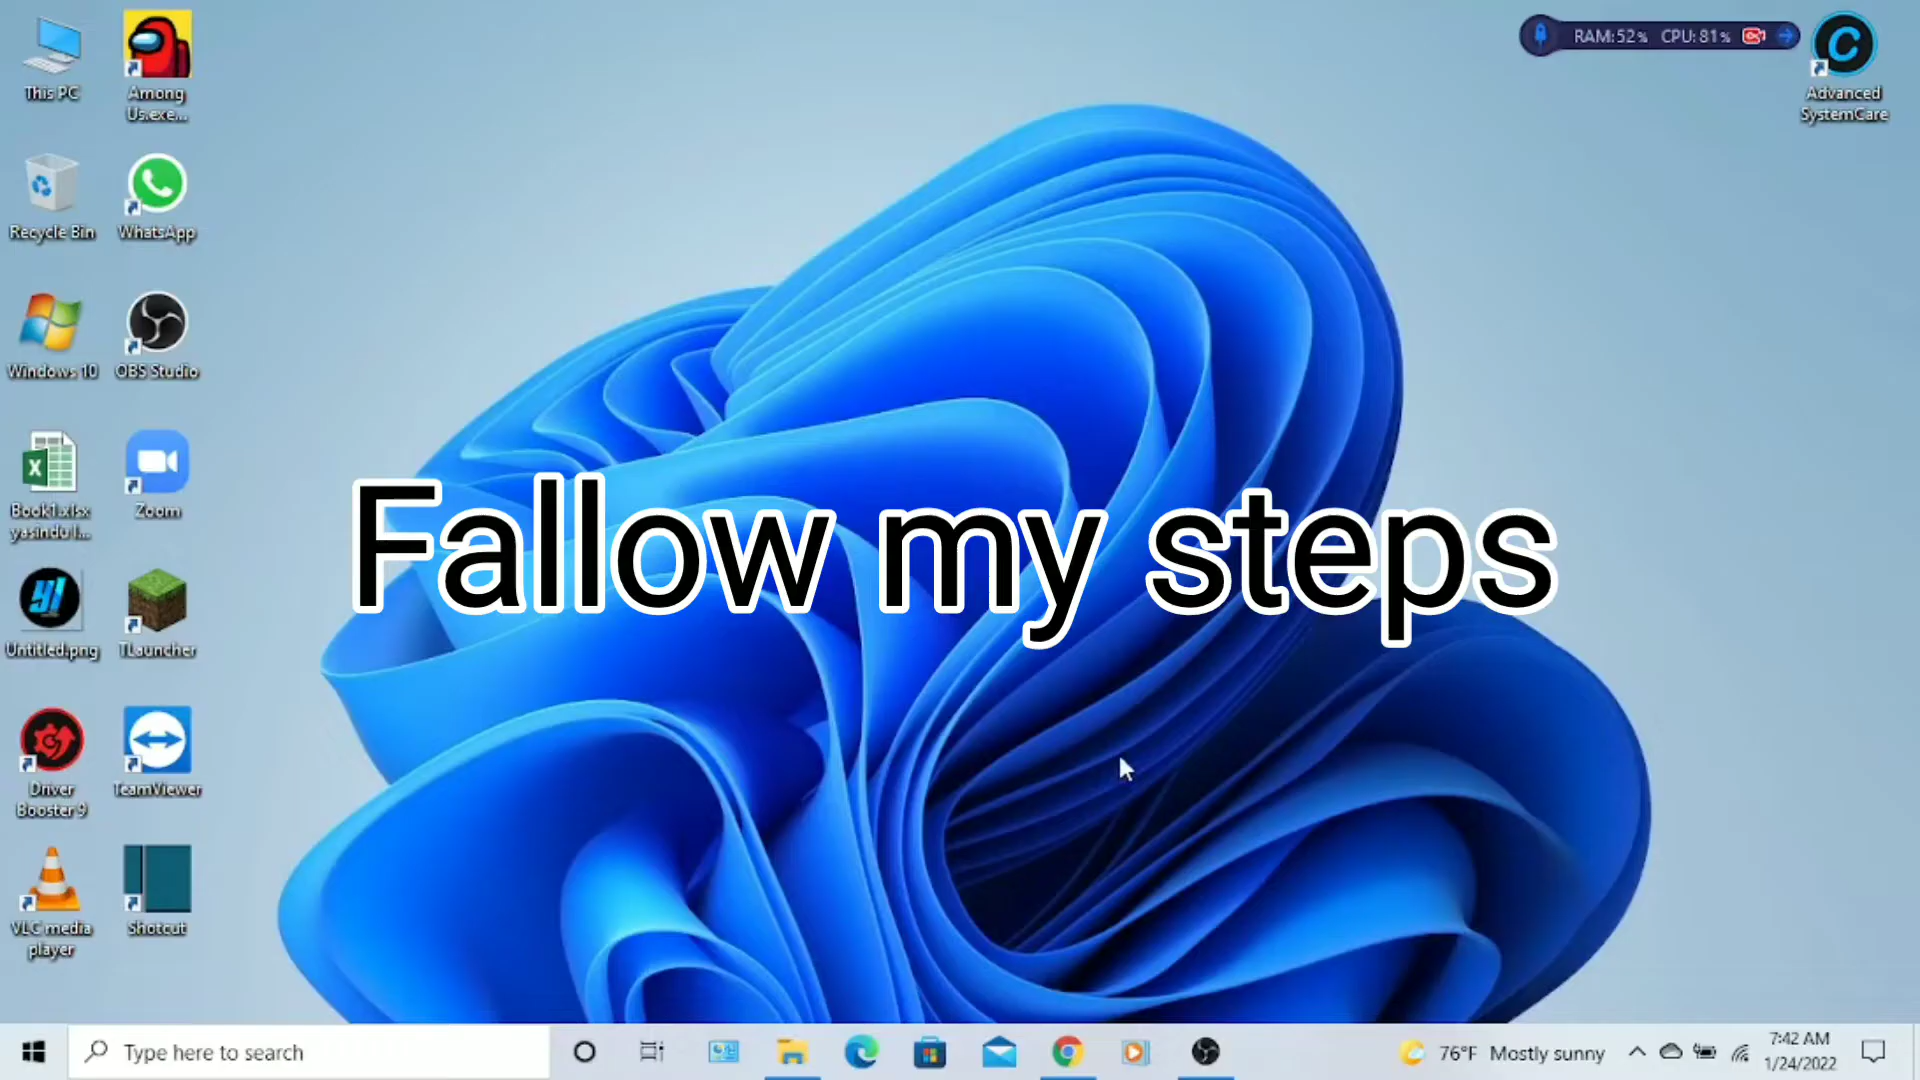 RAM:52% CPU:81%
This PC
Among
Us.exe...
Advanced
SystemCare
Recycle Bin
WhatsApp
Windows 10
OBS Studio
Book1.xlsx
yasindu l...
Zoom
Fallow my steps
Untitled.png
TLauncher
Driver
Booster 9
TeamViewer
VLC media
player
Shotcut
Type here to search
76°F Mostly sunny
7:42 AM
1/24/2022